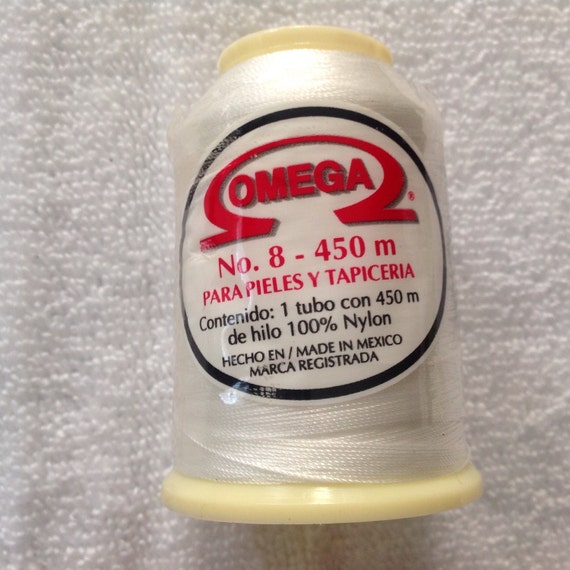 OMEGA®
No. 8 - 450 m
PARA PIELES Y TAPICERIA
Contenido: 1 tubo con 450 m
de hilo 100% Nylon
HECHO EN / MADE IN MEXICO
MARCA REGISTRADA